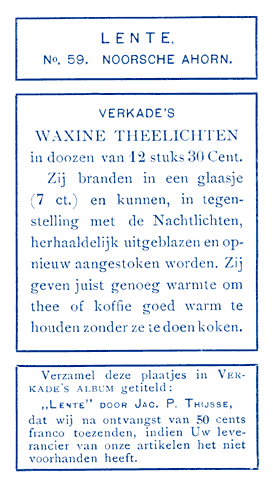 LENTE.
No. 59. NOORSCHE AHORN.
VERKADE'S
WAXINE THEELICHTEN
in doozen van 12 stuks 30 Cent.
Zij branden in een glaasje
(7 ct.) en kunnen, in tegen-
stelling met de Nachtlichten,
herhaaldelijk uitgeblazen en op-
nieuw aangestoken worden. Zij
geven juist genoeg warmte om
thee of koffie goed warm te
houden zonder ze te doen koken.
Verzamel deze plaatjes in VER-
KADE'S ALBUM getiteld:
„LENTE" DOOR JAC. P. THIJSSE,
dat wij na ontvangst van 50 cents
franco toezenden, indien Uw leve-
rancier van onze artikelen het niet
voorhanden heeft.